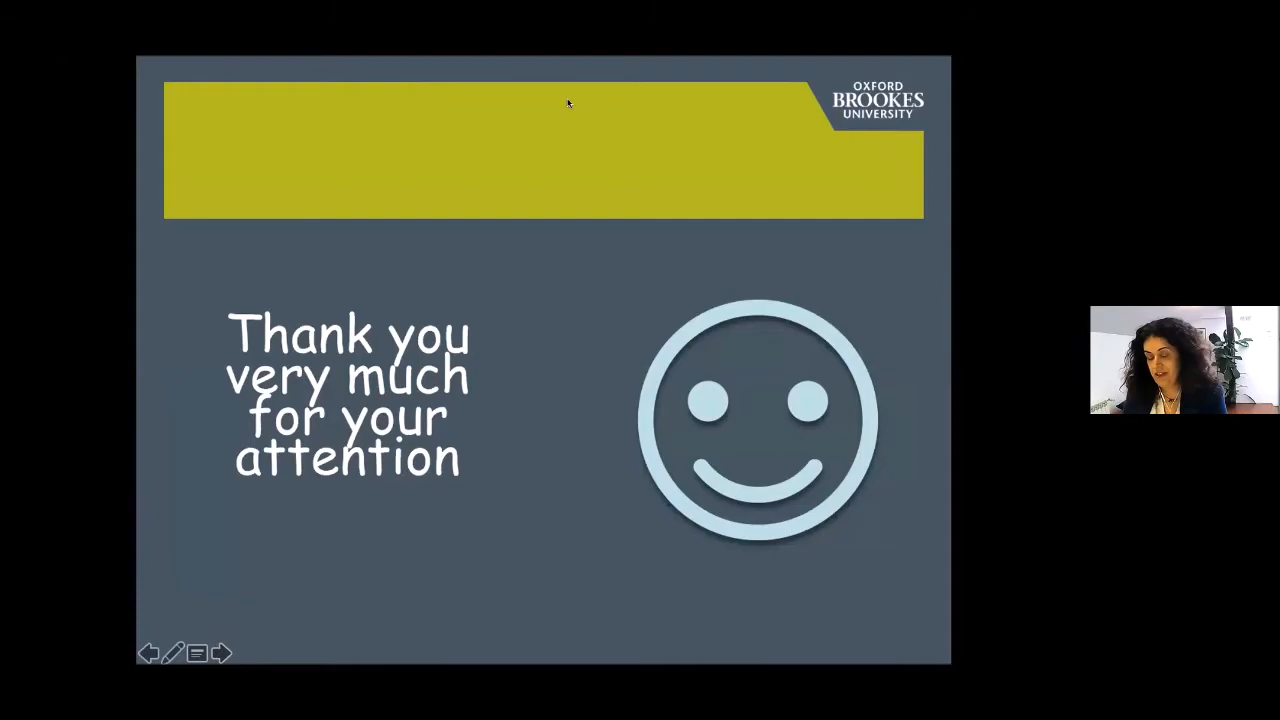 OXFORD
BROOKES
UNIVERSITY
Thank you
very much
for your
attention